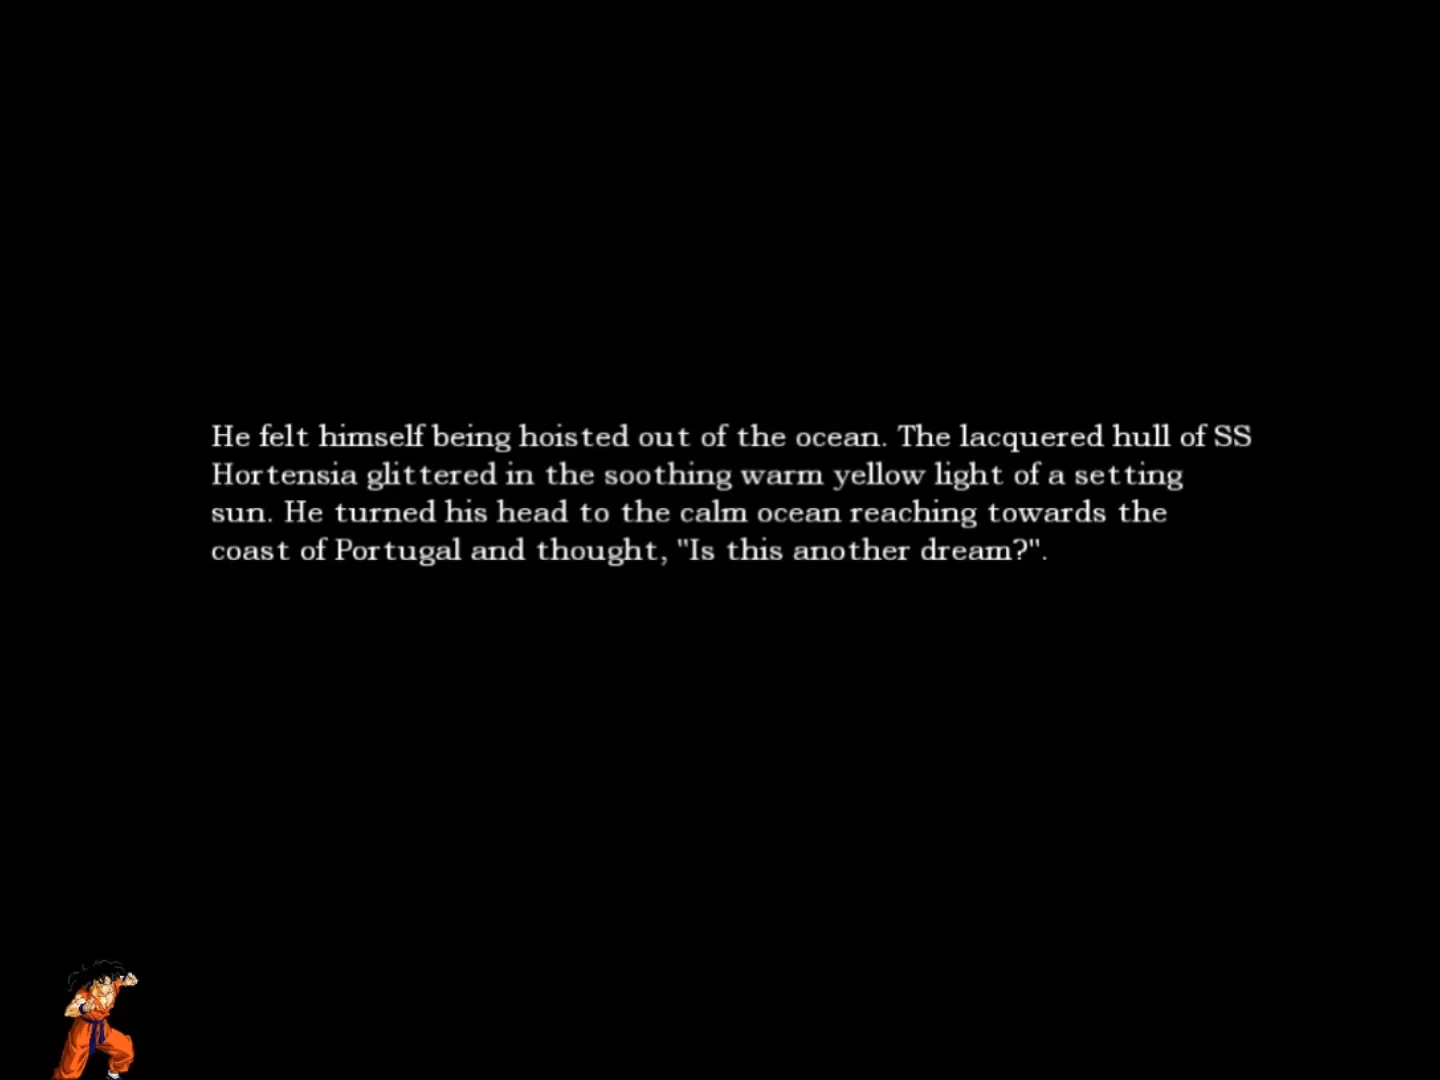 He felt himself being hoisted out of the ocean. The lacquered hull of SS
Hortensia glittered in the soothing warm yellow light of a setting
sun. He turned his head to the calm ocean reaching towards the
coast of Portugal and thought, "Is this another dream?".